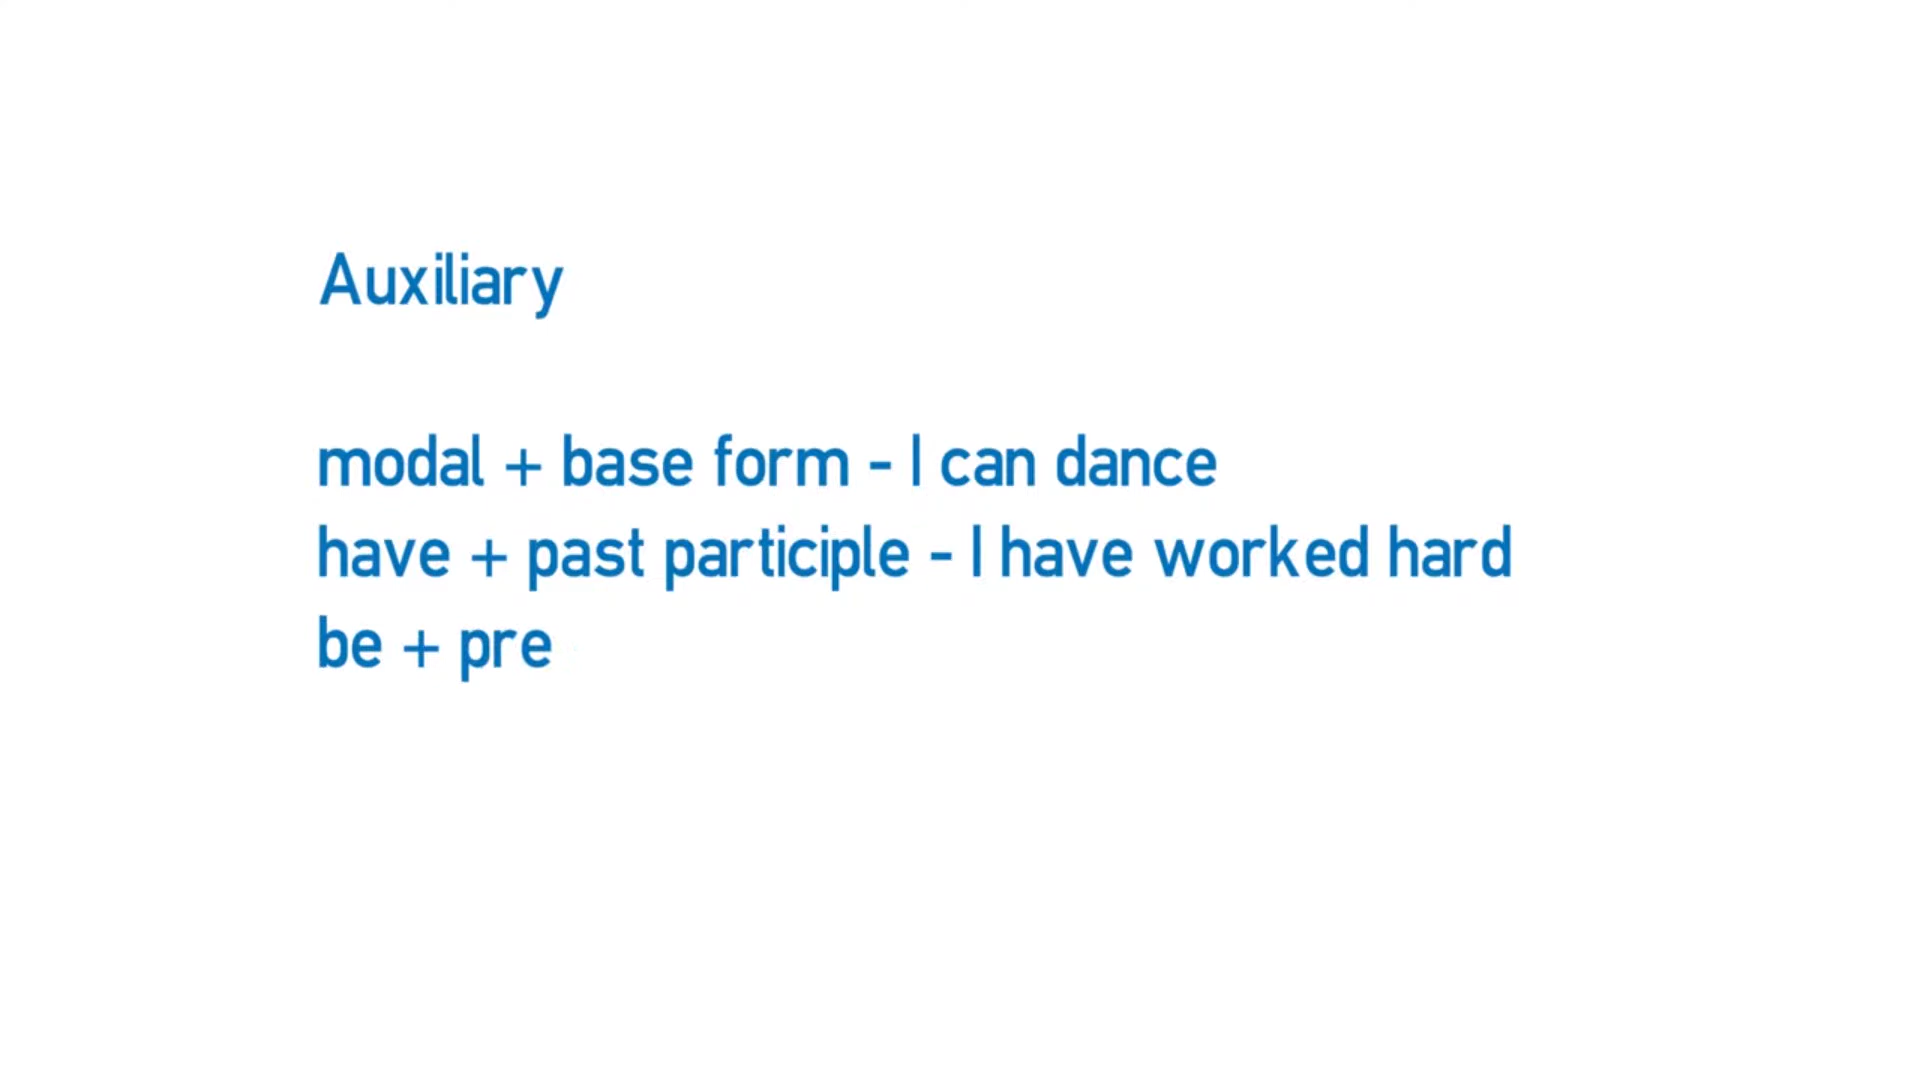 Auxiliary
modal + base form - I can dance
have + past participle - I have worked hard
be + pre